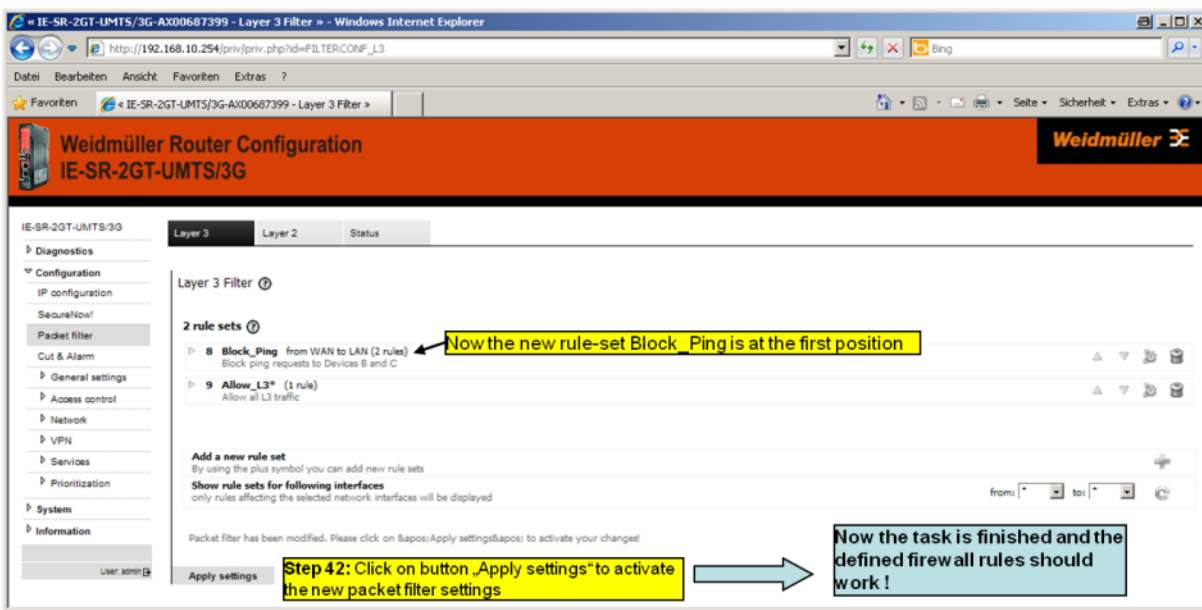 « IE-SR-2GT-UMTS/3G-AX00687399 - Layer 3 Filter » - Windows Internet Explorer
http://192.168.10.254/priv/priv.php?id=FILTERCONF_L3
Bing
Datei Bearbeiten Ansicht Favoriten Extras ?
Favoriten
« IE-SR-2GT-UMTS/3G-AX00687399 - Layer 3 Filter »
Seite Sicherheit Extras
Weidmüller Router Configuration
IE-SR-2GT-UMTS/3G
Weidmüller
IE-SR-2GT-UMTS/3G
Diagnostics
Configuration
IP configuration
SecureNow!
Packet filter
Cut & Alarm
General settings
Access control
Network
VPN
Services
Prioritization
System
Information
User: admin
Layer 3 Layer 2 Status
Layer 3 Filter ?
2 rule sets ?
8 Block_Ping from WAN to LAN (2 rules)
Block ping requests to Devices B and C
Now the new rule-set Block_Ping is at the first position
9 Allow_L3* (1 rule)
Allow all L3 traffic
Add a new rule set
By using the plus symbol you can add new rule sets
Show rule sets for following interfaces
only rules affecting the selected network interfaces will be displayed
from: * to: *
Packet filter has been modified. Please click on &apos;Apply settings&apos; to activate your changes!
Apply settings
Step 42: Click on button „Apply settings“ to activate
the new packet filter settings
Now the task is finished and the
defined firewall rules should
work !